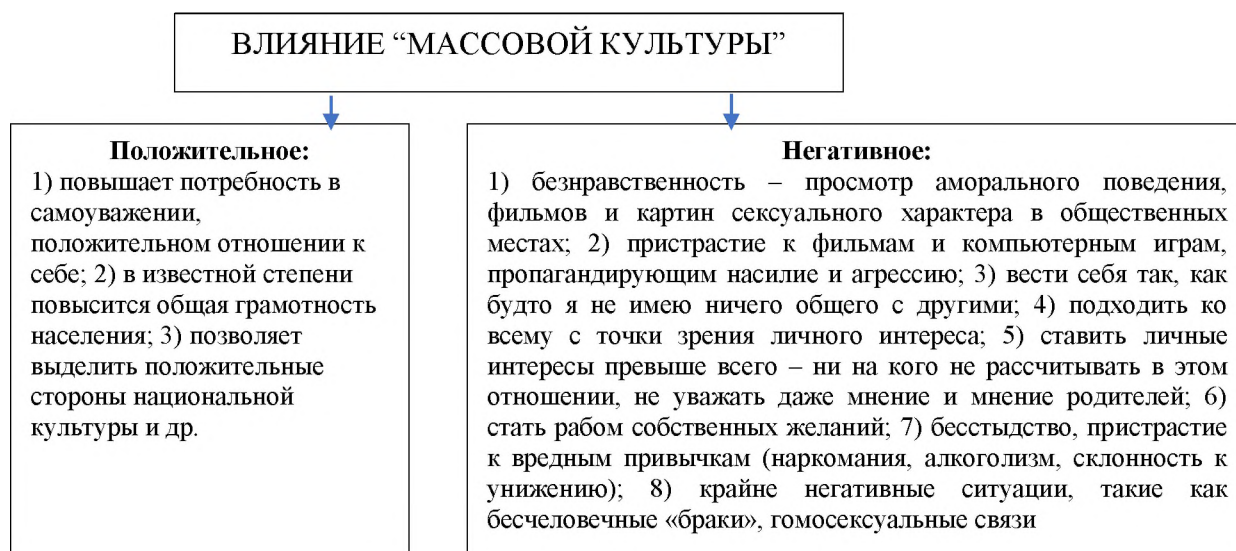 ВЛИЯНИЕ “МАССОВОЙ КУЛЬТУРЫ”
Положительное:
1) повышает потребность в
самоуважении,
положительном отношении к
себе; 2) в известной степени
повысится общая грамотность
населения; 3) позволяет
выделить положительные
стороны национальной
культуры и др.
Негативное:
1) безнравственность – просмотр аморального поведения,
фильмов и картин сексуального характера в общественных
местах; 2) пристрастие к фильмам и компьютерным играм,
пропагандирующим насилие и агрессию; 3) вести себя так, как
будто я не имею ничего общего с другими; 4) подходить ко
всему с точки зрения личного интереса; 5) ставить личные
интересы превыше всего – ни на кого не рассчитывать в этом
отношении, не уважать даже мнение и мнение родителей; 6)
стать рабом собственных желаний; 7) бесстыдство, пристрастие
к вредным привычкам (наркомания, алкоголизм, склонность к
унижению); 8) крайне негативные ситуации, такие как
бесчеловечные «браки», гомосексуальные связи